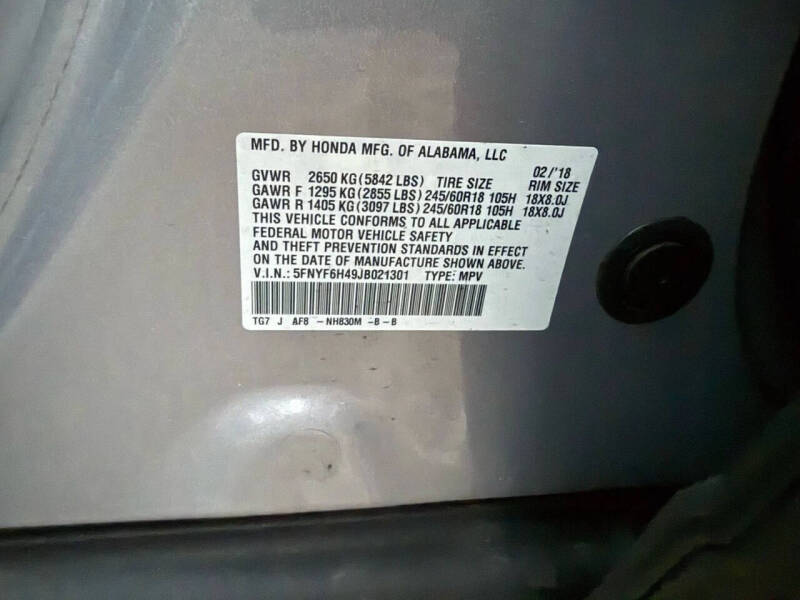 MFD. BY HONDA MFG. OF ALABAMA, LLC
GVWR 2650 KG (5842 LBS) TIRE SIZE 02/'18 RIM SIZE
GAWR F 1295 KG (2855 LBS) 245/60R18 105H 18X8.0J
GAWR R 1405 KG (3097 LBS) 245/60R18 105H 18X8.0J
THIS VEHICLE CONFORMS TO ALL APPLICABLE
FEDERAL MOTOR VEHICLE SAFETY
AND THEFT PREVENTION STANDARDS IN EFFECT
ON THE DATE OF MANUFACTURE SHOWN ABOVE.
V.I.N.: 5FNYF6H49JB021301 TYPE: MPV
TG7 J AF8 -NH830M -B-B